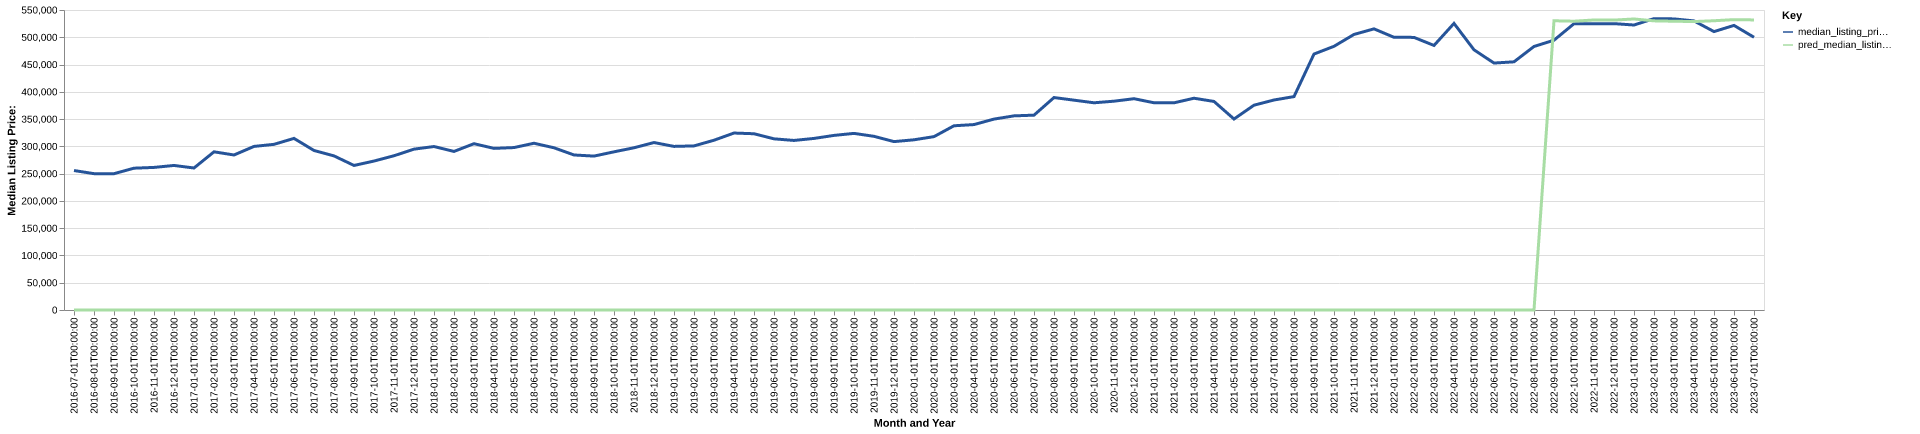 550,000
500,000
450,000
400,000
350,000
300,000
250,000
200,000
150,000
100,000
50,000
0
Median Listing Price:
2016-07-01T00:00:00
2016-08-01T00:00:00
2016-09-01T00:00:00
2016-10-01T00:00:00
2016-11-01T00:00:00
2016-12-01T00:00:00
2017-01-01T00:00:00
2017-02-01T00:00:00
2017-03-01T00:00:00
2017-04-01T00:00:00
2017-05-01T00:00:00
2017-06-01T00:00:00
2017-07-01T00:00:00
2017-08-01T00:00:00
2017-09-01T00:00:00
2017-10-01T00:00:00
2017-11-01T00:00:00
2018-01-01T00:00:00
2018-02-01T00:00:00
2018-03-01T00:00:00
2018-04-01T00:00:00
2018-05-01T00:00:00
2018-06-01T00:00:00
2018-07-01T00:00:00
2018-08-01T00:00:00
2018-09-01T00:00:00
2018-10-01T00:00:00
2018-11-01T00:00:00
2018-12-01T00:00:00
2019-01-01T00:00:00
2019-02-01T00:00:00
2019-03-01T00:00:00
2019-04-01T00:00:00
2019-05-01T00:00:00
2019-06-01T00:00:00
2019-07-01T00:00:00
2019-08-01T00:00:00
2019-09-01T00:00:00
2019-10-01T00:00:00
2019-11-01T00:00:00
2019-12-01T00:00:00
2020-01-01T00:00:00
2020-02-01T00:00:00
2020-03-01T00:00:00
2020-04-01T00:00:00
2020-05-01T00:00:00
2020-06-01T00:00:00
2020-07-01T00:00:00
2020-08-01T00:00:00
2020-09-01T00:00:00
2020-10-01T00:00:00
2020-11-01T00:00:00
2020-12-01T00:00:00
2021-01-01T00:00:00
2021-02-01T00:00:00
2021-03-01T00:00:00
2021-04-01T00:00:00
2021-05-01T00:00:00
2021-06-01T00:00:00
2021-07-01T00:00:00
2021-08-01T00:00:00
2021-09-01T00:00:00
2021-10-01T00:00:00
2021-11-01T00:00:00
2021-12-01T00:00:00
2022-01-01T00:00:00
2022-02-01T00:00:00
2022-03-01T00:00:00
2022-04-01T00:00:00
2022-05-01T00:00:00
2022-06-01T00:00:00
2022-07-01T00:00:00
2022-08-01T00:00:00
2022-09-01T00:00:00
2022-10-01T00:00:00
2022-11-01T00:00:00
2022-12-01T00:00:00
2023-01-01T00:00:00
2023-02-01T00:00:00
2023-03-01T00:00:00
2023-04-01T00:00:00
2023-05-01T00:00:00
2023-06-01T00:00:00
2023-07-01T00:00:00
Month and Year
Key
median_listing_pri...
pred_median_listin...